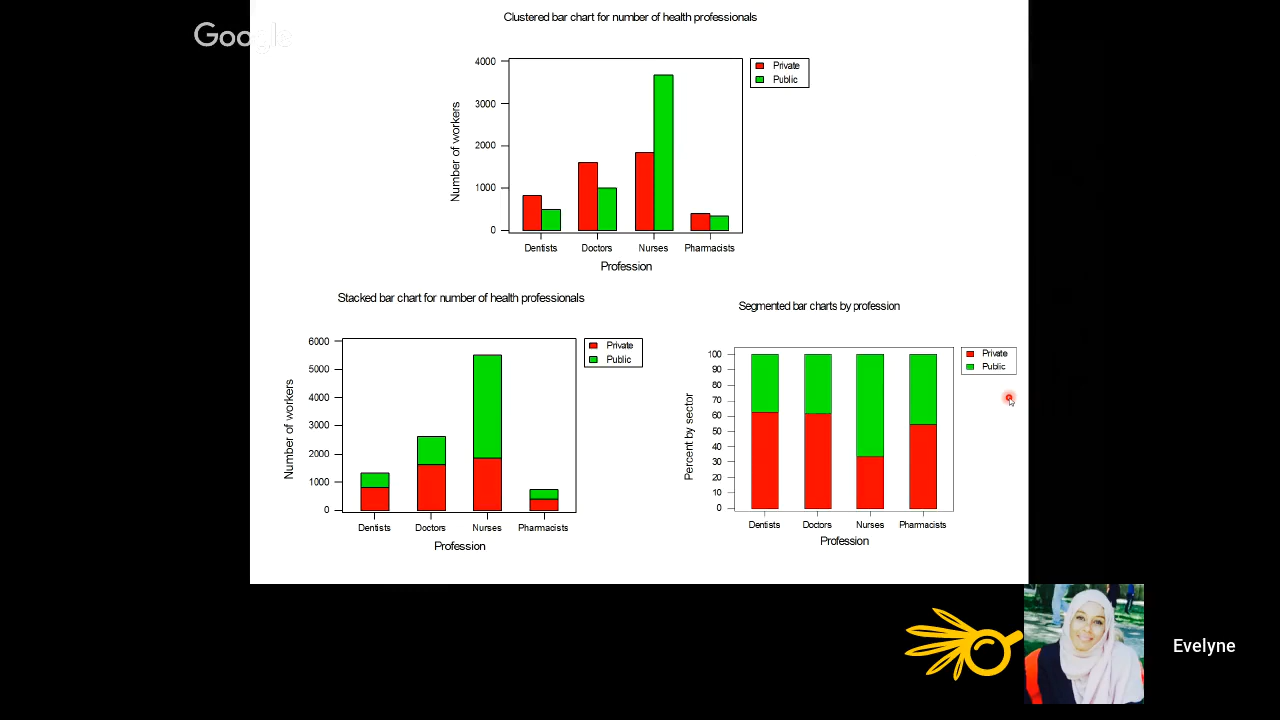 Google
Clustered bar chart for number of health professionals
Number of workers
4000
3000
2000
1000
0
Private
Public
Dentists Doctors Nurses Pharmacists
Profession
Stacked bar chart for number of health professionals
Number of workers
6000
5000
4000
3000
2000
1000
0
Private
Public
Dentists Doctors Nurses Pharmacists
Profession
Segmented bar charts by profession
Percent by sector
100
90
80
70
60
50
40
30
20
10
0
Private
Public
Dentists Doctors Nurses Pharmacists
Profession
Evelyne